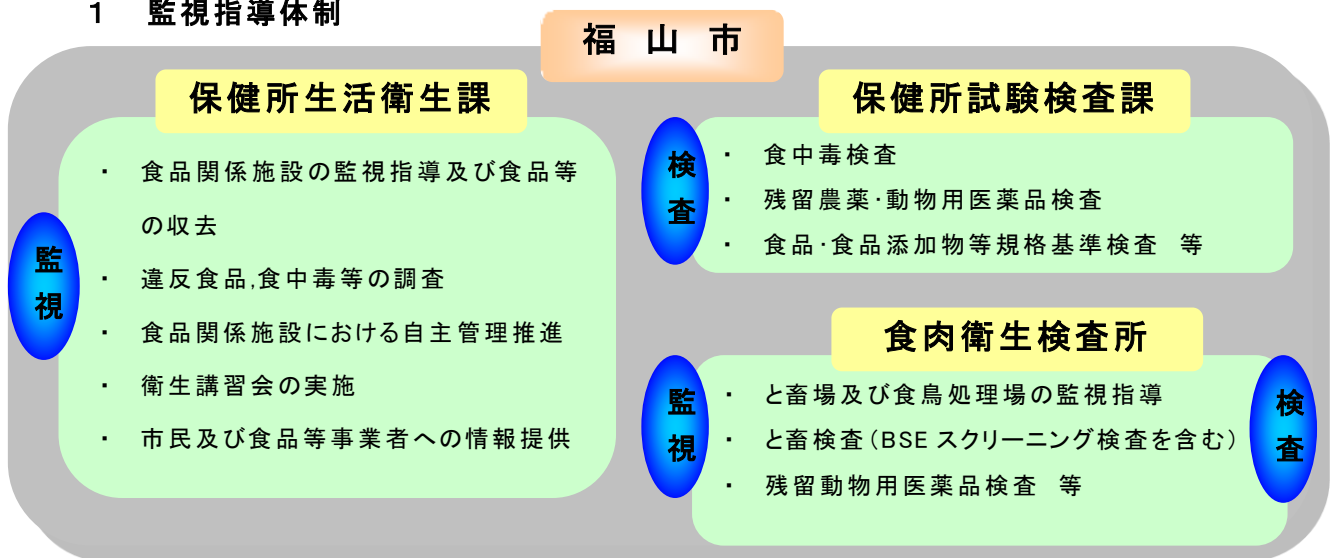 1 監視指導体制
福山市
保健所生活衛生課
監視
・ 食品関係施設の監視指導及び食品等
の収去
・ 違反食品,食中毒等の調査
・ 食品関係施設における自主管理推進
・ 衛生講習会の実施
・ 市民及び食品等事業者への情報提供
保健所試験検査課
検査
・ 食中毒検査
・ 残留農薬・動物用医薬品検査
・ 食品・食品添加物等規格基準検査 等
食肉衛生検査所
監視
・ と畜場及び食鳥処理場の監視指導
・ と畜検査(BSE スクリーニング検査を含む)
・ 残留動物用医薬品検査 等
検査